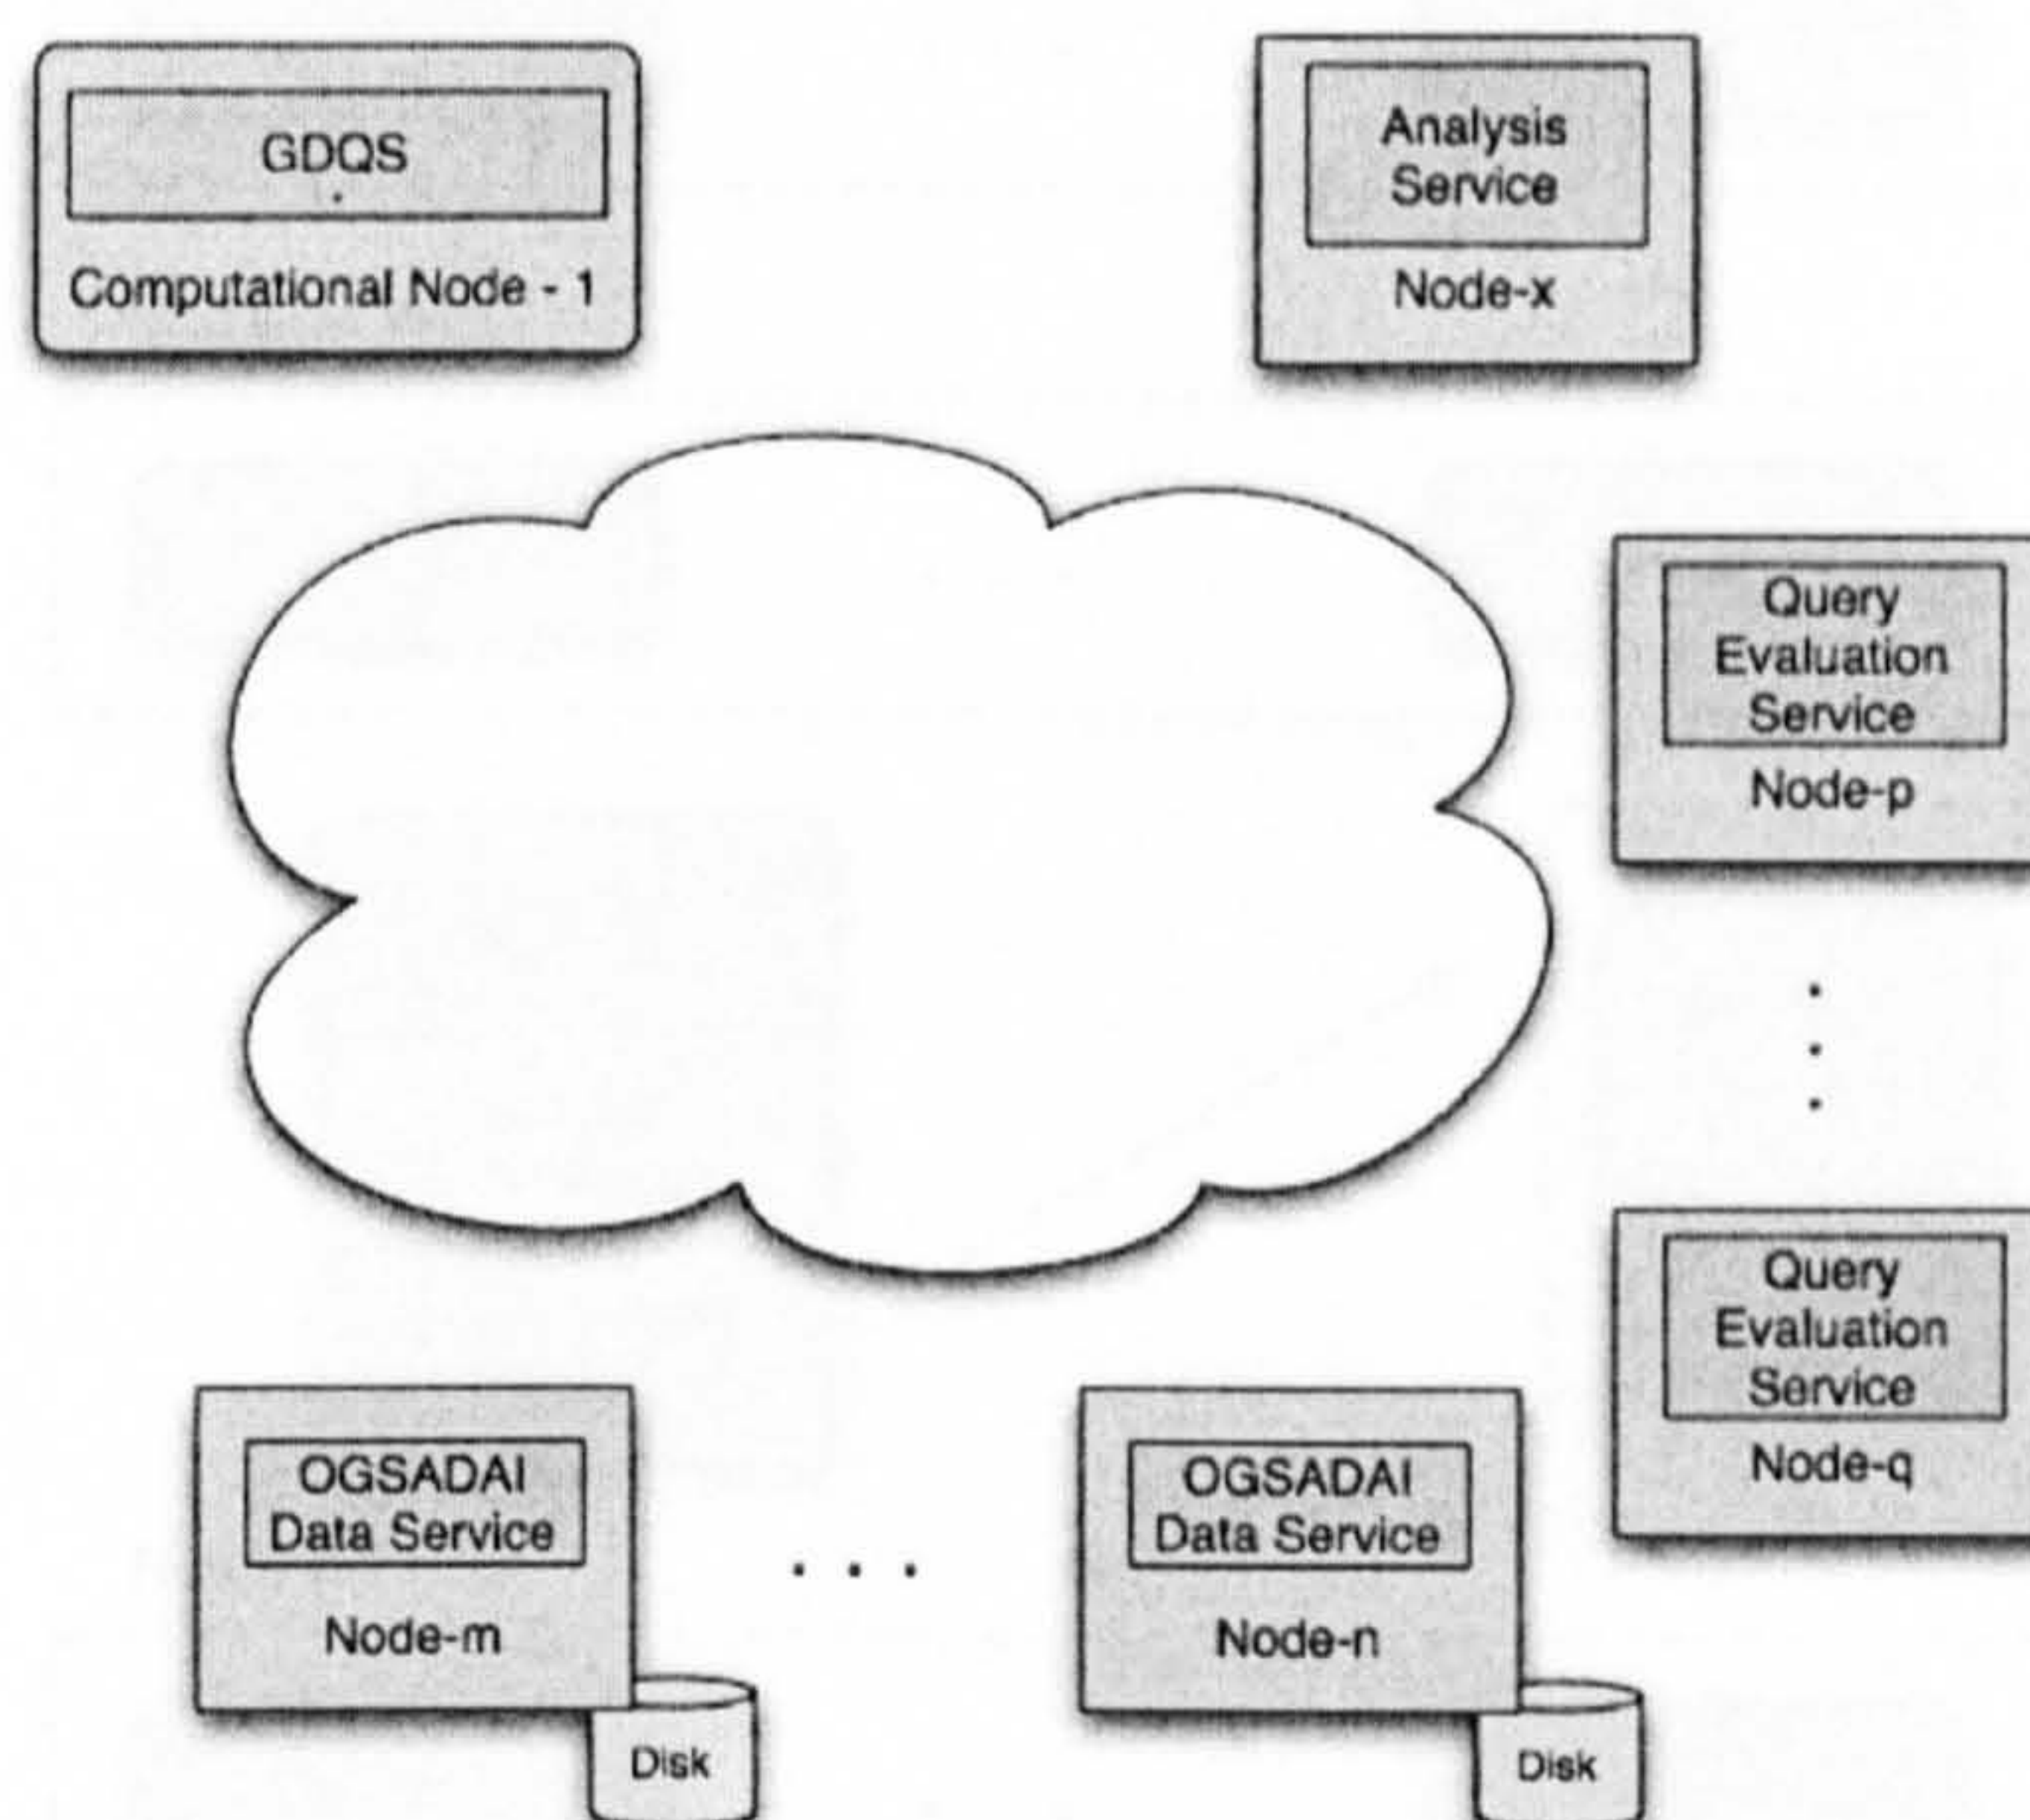 GDQS
Computational Node - 1
Analysis
Service
Node-x
Query
Evaluation
Service
Node-p
Query
Evaluation
Service
Node-q
OGSADAI
Data Service
Node-m
Disk
OGSADAI
Data Service
Node-n
Disk